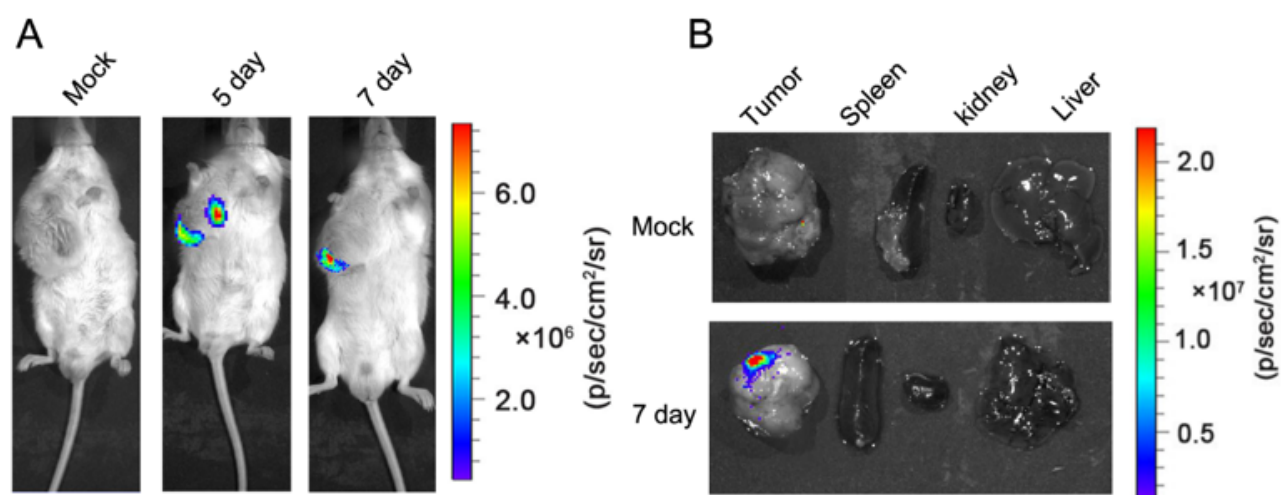 A
Mock
5 day
7 day
6.0
4.0
×10⁶
2.0
(p/sec/cm²/sr)
B
Tumor
Spleen
kidney
Liver
Mock
7 day
2.0
1.5
×10⁷
1.0
0.5
(p/sec/cm²/sr)